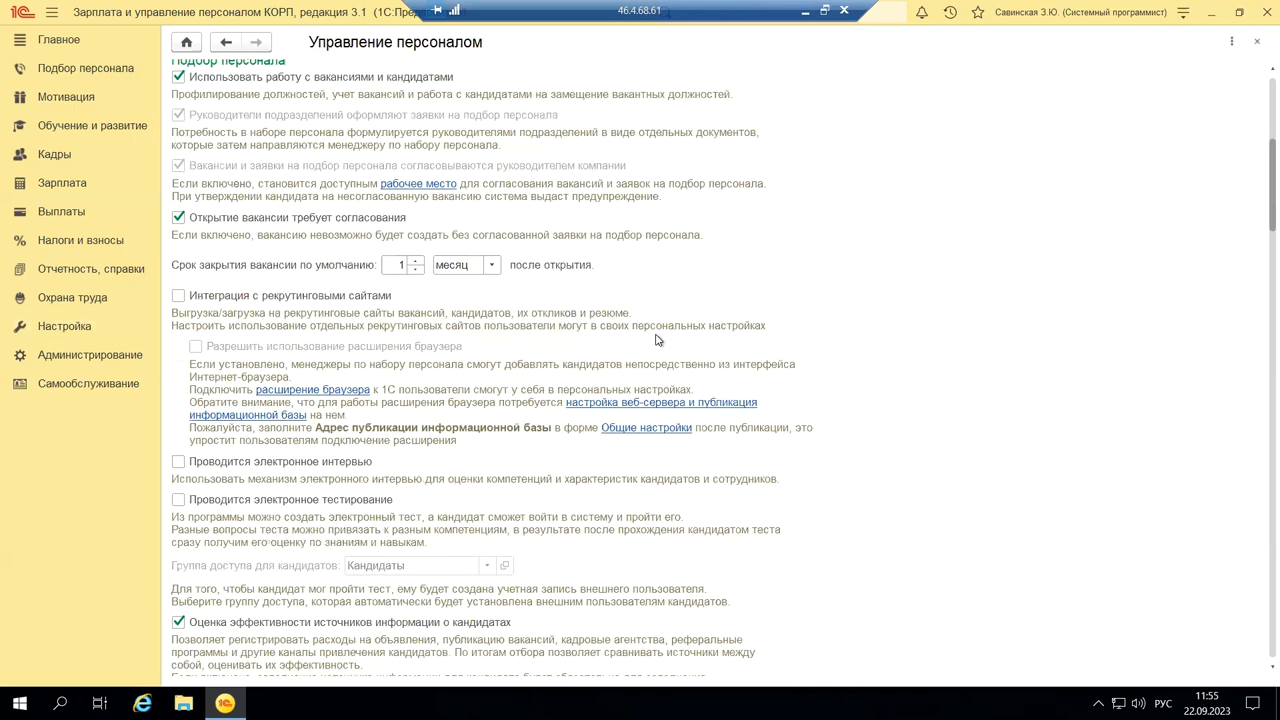 Зарплата и управление персоналом КОРП, редакция 3.1 (1С:Пре
46.4.68.61
Савинская З.Ю. (Системный программист)
Главное
Подбор персонала
Мотивация
Обучение и развитие
Кадры
Зарплата
Выплаты
Налоги и взносы
Отчетность, справки
Охрана труда
Настройка
Администрирование
Самообслуживание
Управление персоналом
Подбор персонала
Использовать работу с вакансиями и кандидатами
Профилирование должностей, учет вакансий и работа с кандидатами на замещение вакантных должностей.
Руководители подразделений оформляют заявки на подбор персонала
Потребность в наборе персонала формулируется руководителями подразделений в виде отдельных документов,
которые затем направляются менеджеру по набору персонала.
Вакансии и заявки на подбор персонала согласовываются руководителем компании
Если включено, становится доступным рабочее место для согласования вакансий и заявок на подбор персонала.
При утверждении кандидата на несогласованную вакансию система выдаст предупреждение.
Открытие вакансии требует согласования
Если включено, вакансию невозможно будет создать без согласованной заявки на подбор персонала.
Срок закрытия вакансии по умолчанию: 1 месяц после открытия.
Интеграция с рекрутинговыми сайтами
Выгрузка/загрузка на рекрутинговые сайты вакансий, кандидатов, их откликов и резюме.
Настроить использование отдельных рекрутинговых сайтов пользователи могут в своих персональных настройках
Разрешить использование расширения браузера
Если установлено, менеджеры по набору персонала смогут добавлять кандидатов непосредственно из интерфейса
Интернет-браузера.
Подключить расширение браузера к 1С пользователи смогут у себя в персональных настройках.
Обратите внимание, что для работы расширения браузера потребуется настройка веб-сервера и публикация
информационной базы на нем.
Пожалуйста, заполните Адрес публикации информационной базы в форме Общие настройки после публикации, это
упростит пользователям подключение расширения
Проводится электронное интервью
Использовать механизм электронного интервью для оценки компетенций и характеристик кандидатов и сотрудников.
Проводится электронное тестирование
Из программы можно создать электронный тест, а кандидат сможет войти в систему и пройти его.
Разные вопросы теста можно привязать к разным компетенциям, в результате после прохождения кандидатом теста
сразу получим его оценку по знаниям и навыкам.
Группа доступа для кандидатов: Кандидаты
Для того, чтобы кандидат мог пройти тест, ему будет создана учетная запись внешнего пользователя.
Выберите группу доступа, которая автоматически будет установлена внешним пользователям кандидатов.
Оценка эффективности источников информации о кандидатах
Позволяет регистрировать расходы на объявления, публикацию вакансий, кадровые агентства, реферальные
программы и другие каналы привлечения кандидатов. По итогам отбора позволяет сравнивать источники между
собой, оценивать их эффективность.
РУС
11:55
22.09.2023